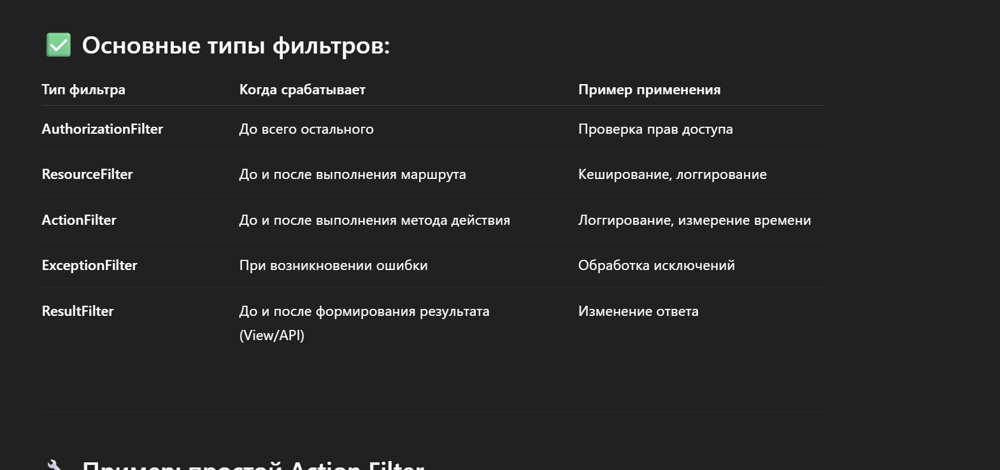 ✅ Основные типы фильтров:
Тип фильтра Когда срабатывает Пример применения
AuthorizationFilter До всего остального Проверка прав доступа
ResourceFilter До и после выполнения маршрута Кеширование, логгирование
ActionFilter До и после выполнения метода действия Логгирование, измерение времени
ExceptionFilter При возникновении ошибки Обработка исключений
ResultFilter До и после формирования результата Изменение ответа
(View/API)
Пример: простой Action Filter